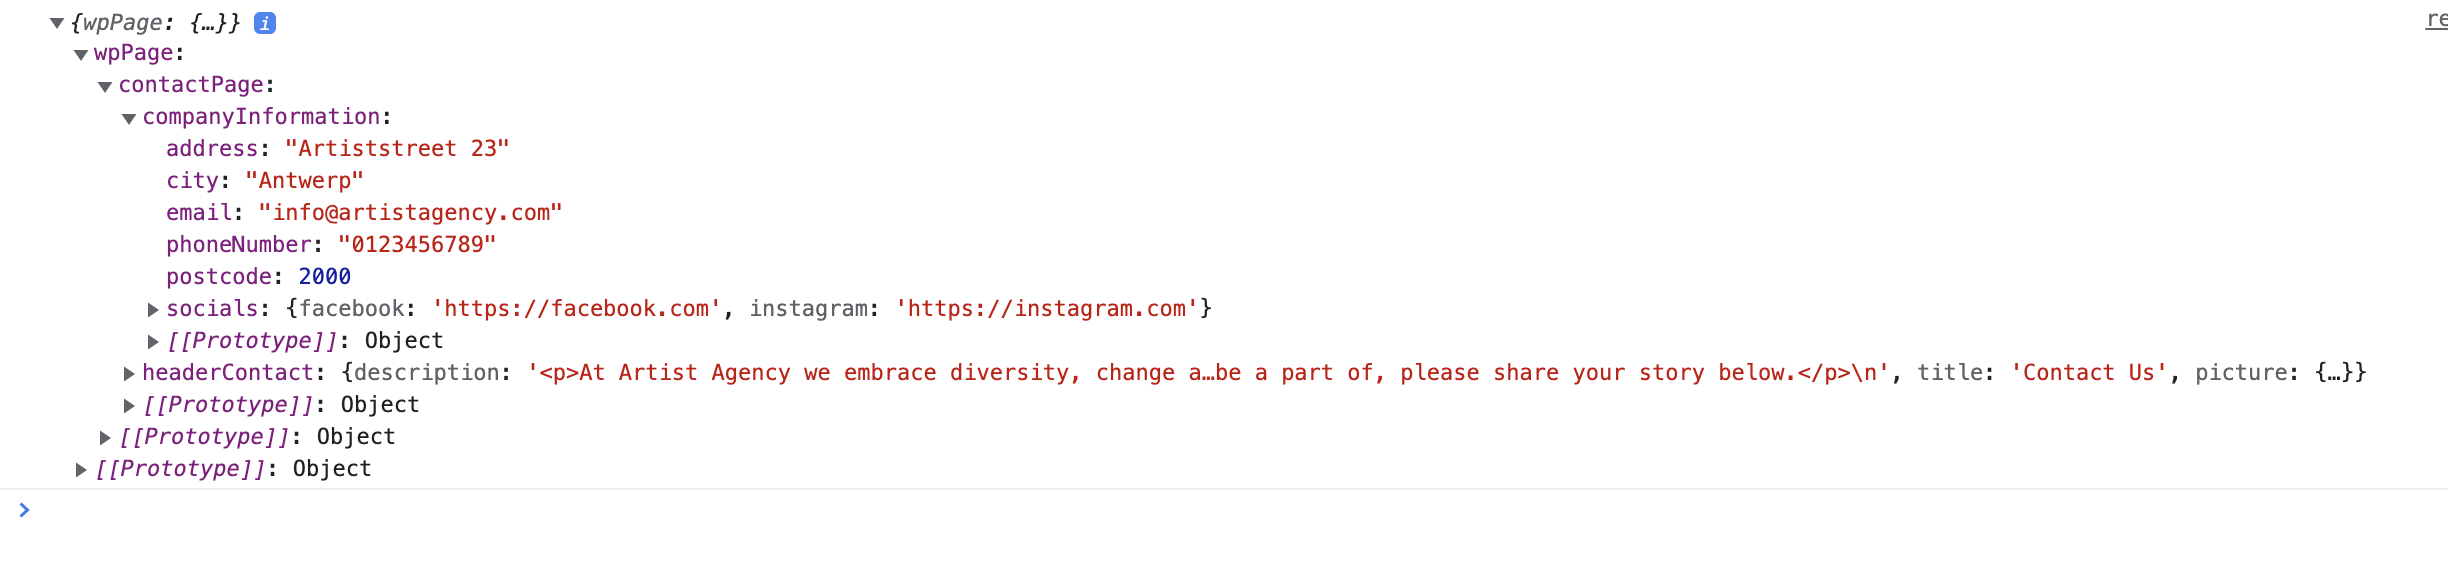 {wpPage: {…}} i
re
wpPage:
contactPage:
companyInformation:
address: "Artiststreet 23"
city: "Antwerp"
email: "info@artistagency.com"
phoneNumber: "0123456789"
postcode: 2000
socials: {facebook: 'https://facebook.com', instagram: 'https://instagram.com'}
[[Prototype]]: Object
headerContact: {description: '<p>At Artist Agency we embrace diversity, change a…be a part of, please share your story below.</p>\n', title: 'Contact Us', picture: {…}}
[[Prototype]]: Object
[[Prototype]]: Object
[[Prototype]]: Object